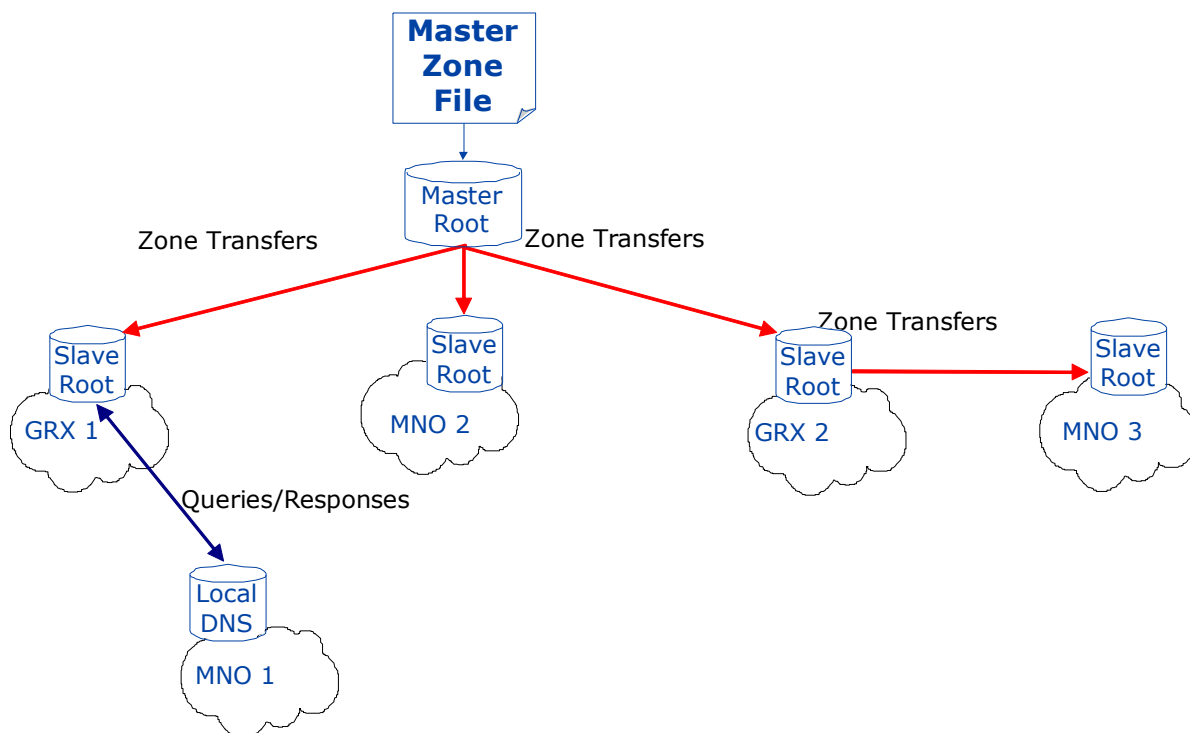 Master
Zone
File
Master
Root
Zone Transfers
Zone Transfers
Zone Transfers
Slave
Root
GRX 1
Slave
Root
MNO 2
Slave
Root
GRX 2
Slave
Root
MNO 3
Queries/Responses
Local
DNS
MNO 1